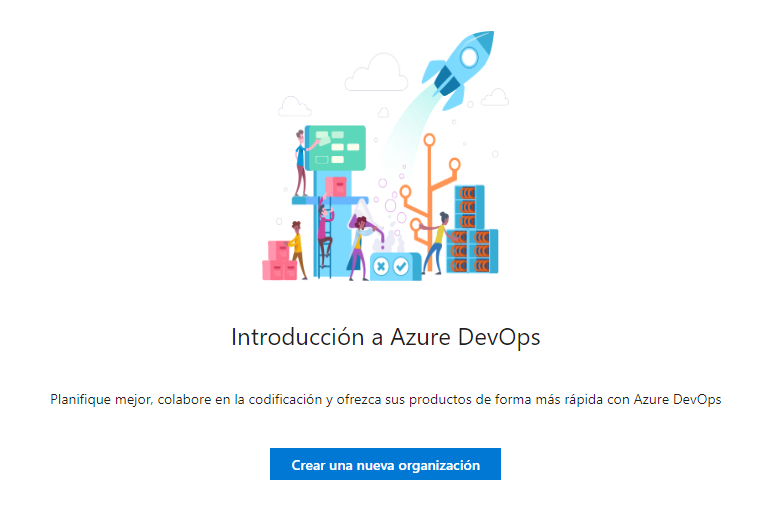 Introducción a Azure DevOps
Planifique mejor, colabore en la codificación y ofrezca sus productos de forma más rápida con Azure DevOps
Crear una nueva organización